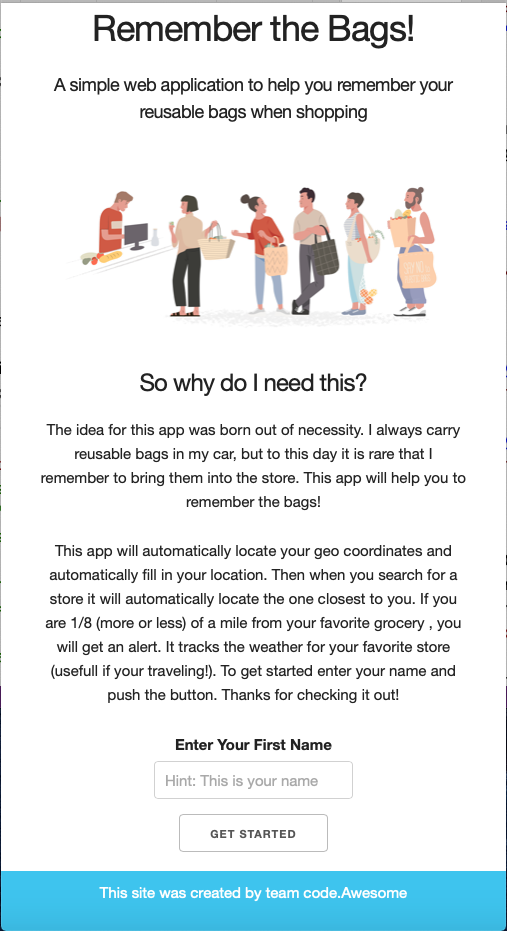 Remember the Bags!
A simple web application to help you remember your
reusable bags when shopping
So why do I need this?
The idea for this app was born out of necessity. I always carry
reusable bags in my car, but to this day it is rare that I
remember to bring them into the store. This app will help you to
remember the bags!
This app will automatically locate your geo coordinates and
automatically fill in your location. Then when you search for a
store it will automatically locate the one closest to you. If you
are 1/8 (more or less) of a mile from your favorite grocery , you
will get an alert. It tracks the weather for your favorite store
(usefull if your traveling!). To get started enter your name and
push the button. Thanks for checking it out!
Enter Your First Name
Hint: This is your name
GET STARTED
This site was created by team code.Awesome